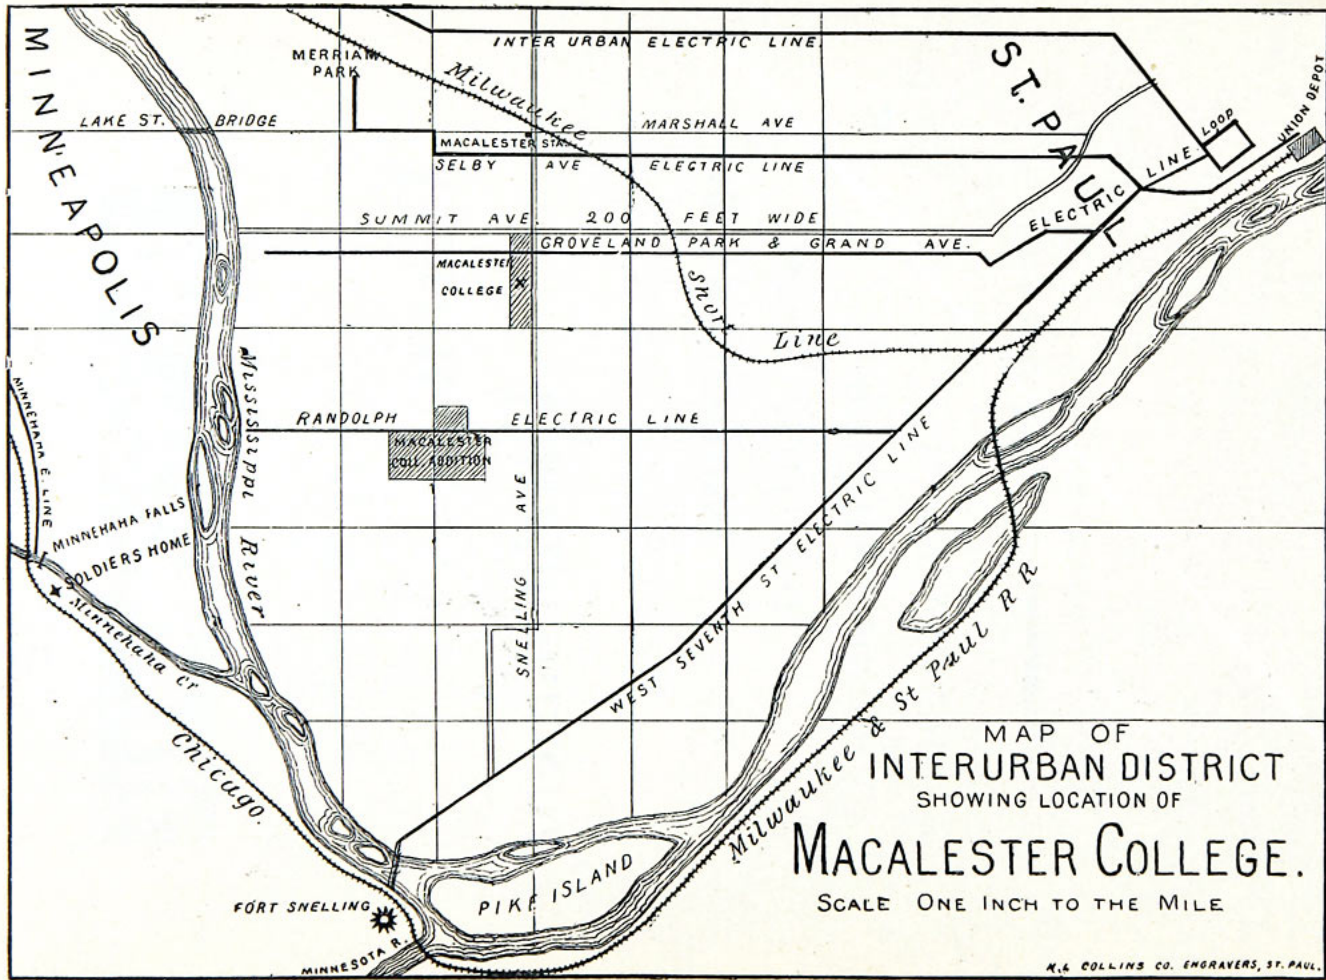 MINNEAPOLIS
ST. PAUL
INTER URBAN ELECTRIC LINE.
MERRIAM
PARK
Milwaukee
LAKE ST. BRIDGE
MARSHALL AVE
LOOP
UNION DEPOT
MACALESTER STA.
SELBY AVE ELECTRIC LINE
ELECTRIC LINE
SUMMIT AVE. 200 FEET WIDE
GROVELAND PARK & GRAND AVE.
MACALESTER
COLLEGE
Short
Line
Mississippi River
MINNEHAHA E. LINE
RANDOLPH ELECTRIC LINE
MACALESTER
COLL ADDITION
SNELLING AVE
WEST SEVENTH ST ELECTRIC LINE
MINNEHAHA FALLS
SOLDIERS HOME
Minnehaha Cr
Chicago.
Milwaukee & St Paul R R
FORT SNELLING
PIKE ISLAND
MINNESOTA R.
MAP OF
INTERURBAN DISTRICT
SHOWING LOCATION OF
MACALESTER COLLEGE.
SCALE ONE INCH TO THE MILE
COLLINS CO. ENGRAVERS, ST. PAUL.